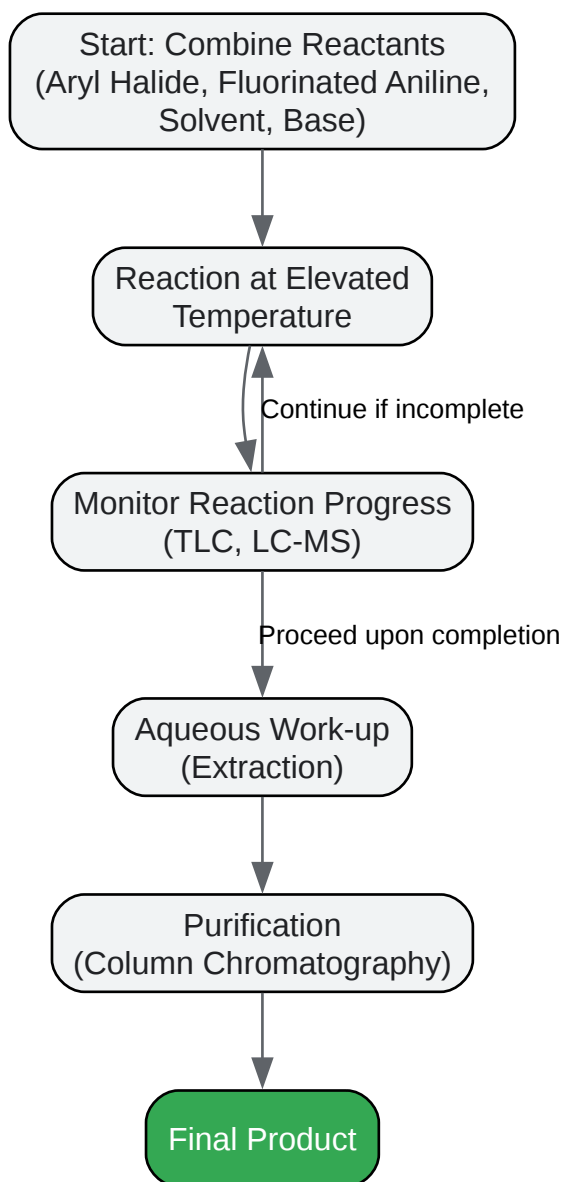 Start: Combine Reactants
(Aryl Halide, Fluorinated Aniline,
Solvent, Base)
Reaction at Elevated
Temperature
Continue if incomplete
Monitor Reaction Progress
(TLC, LC-MS)
Proceed upon completion
Aqueous Work-up
(Extraction)
Purification
(Column Chromatography)
Final Product